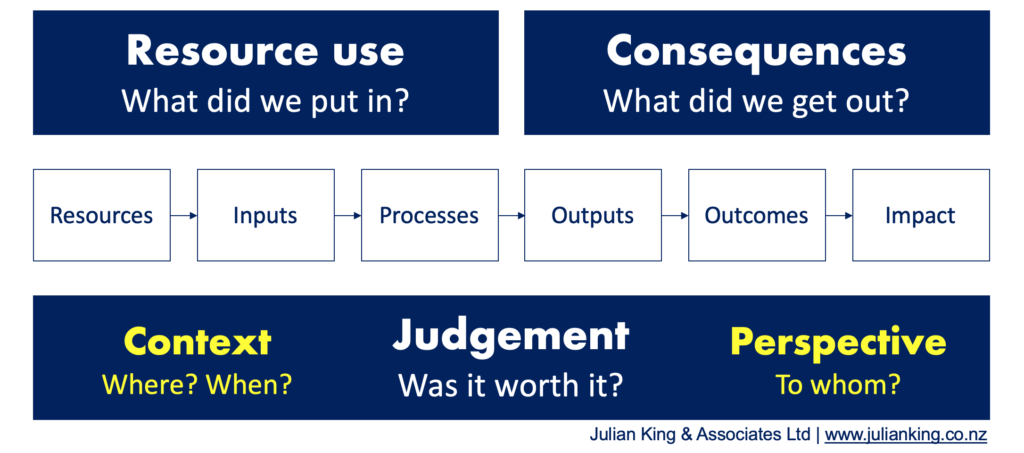 Resource use
What did we put in?
Consequences
What did we get out?
Resources
Inputs
Processes
Outputs
Outcomes
Impact
Context
Where? When?
Judgement
Was it worth it?
Perspective
To whom?
Julian King & Associates Ltd | www.julianking.co.nz